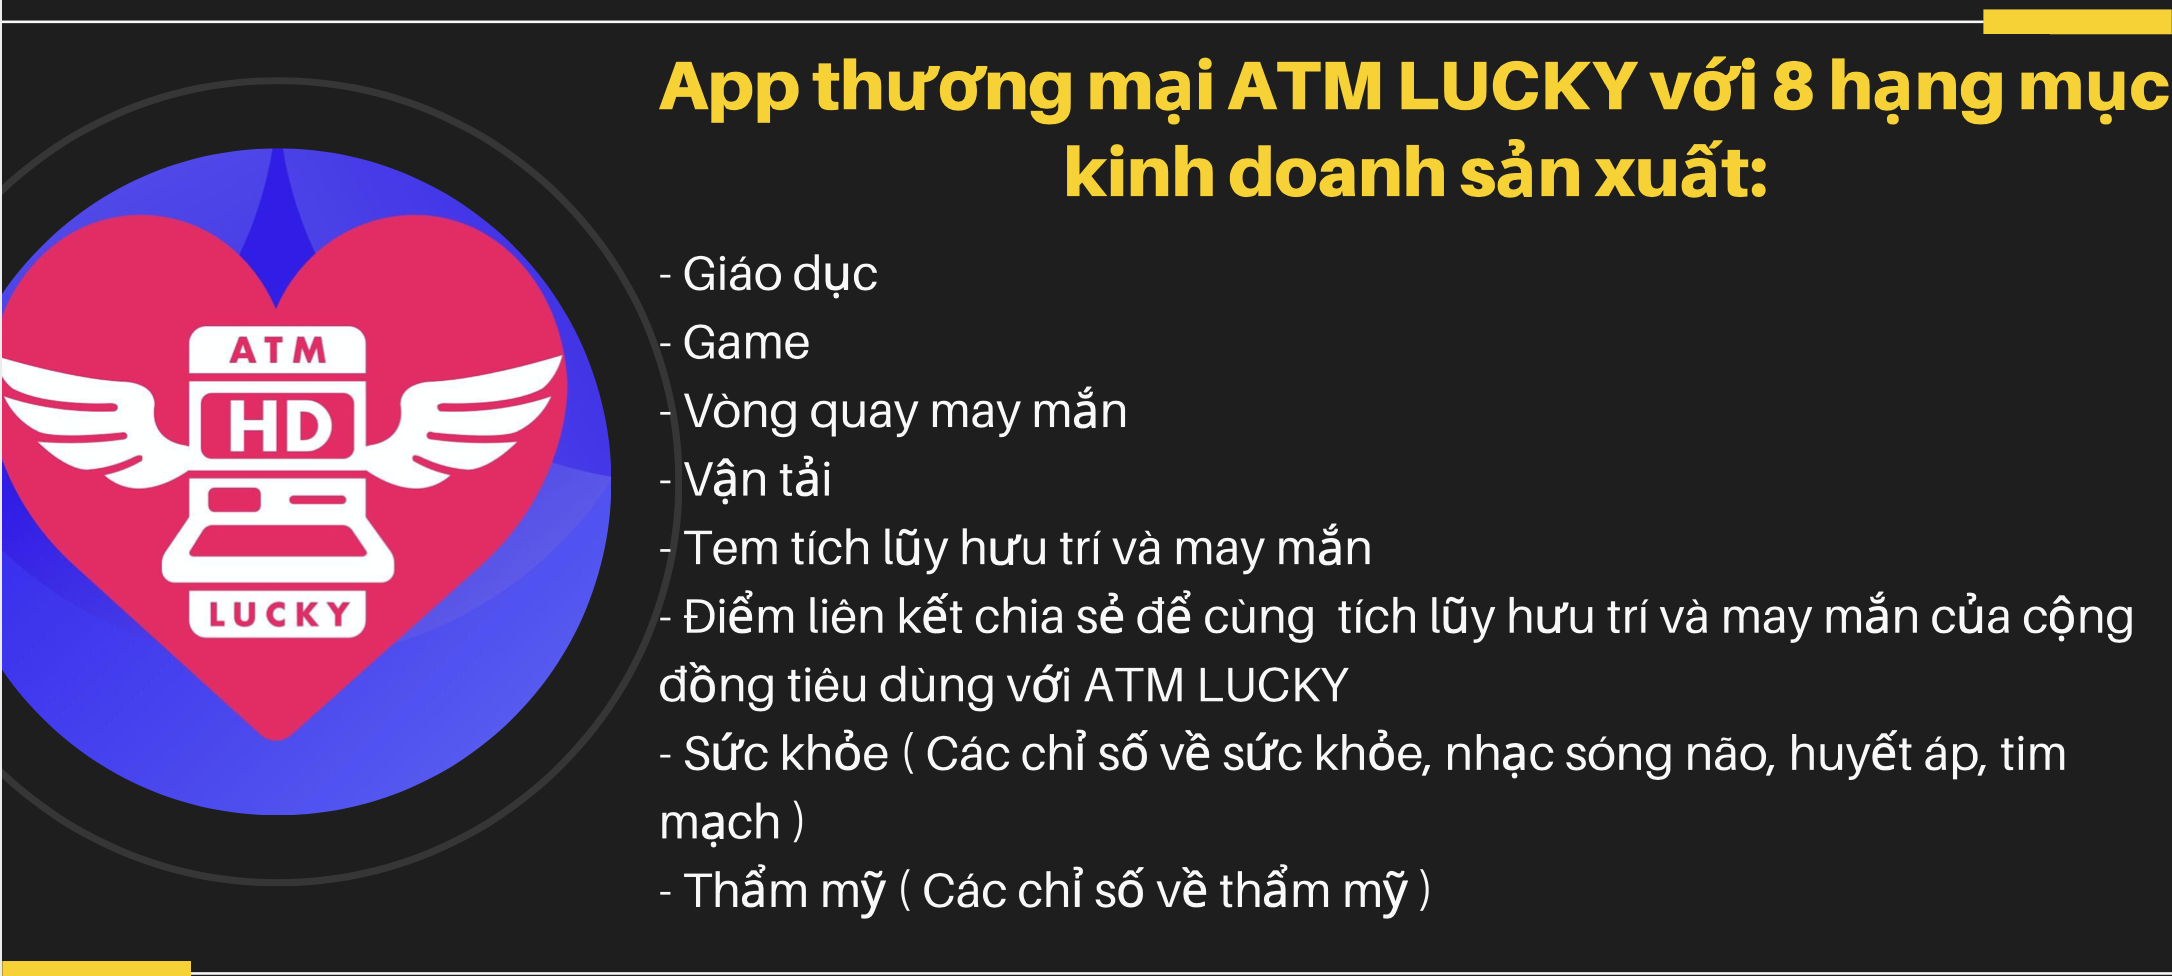 App thương mại ATM LUCKY với 8 hạng mục
kinh doanh sản xuất:
ATM
HD
LUCKY
- Giáo dục
- Game
- Vòng quay may mắn
- Vận tải
- Tem tích lũy hưu trí và may mắn
- Điểm liên kết chia sẻ để cùng  tích lũy hưu trí và may mắn của cộng
đồng tiêu dùng với ATM LUCKY
- Sức khỏe ( Các chỉ số về sức khỏe, nhạc sóng não, huyết áp, tim
mạch )
- Thẩm mỹ ( Các chỉ số về thẩm mỹ )